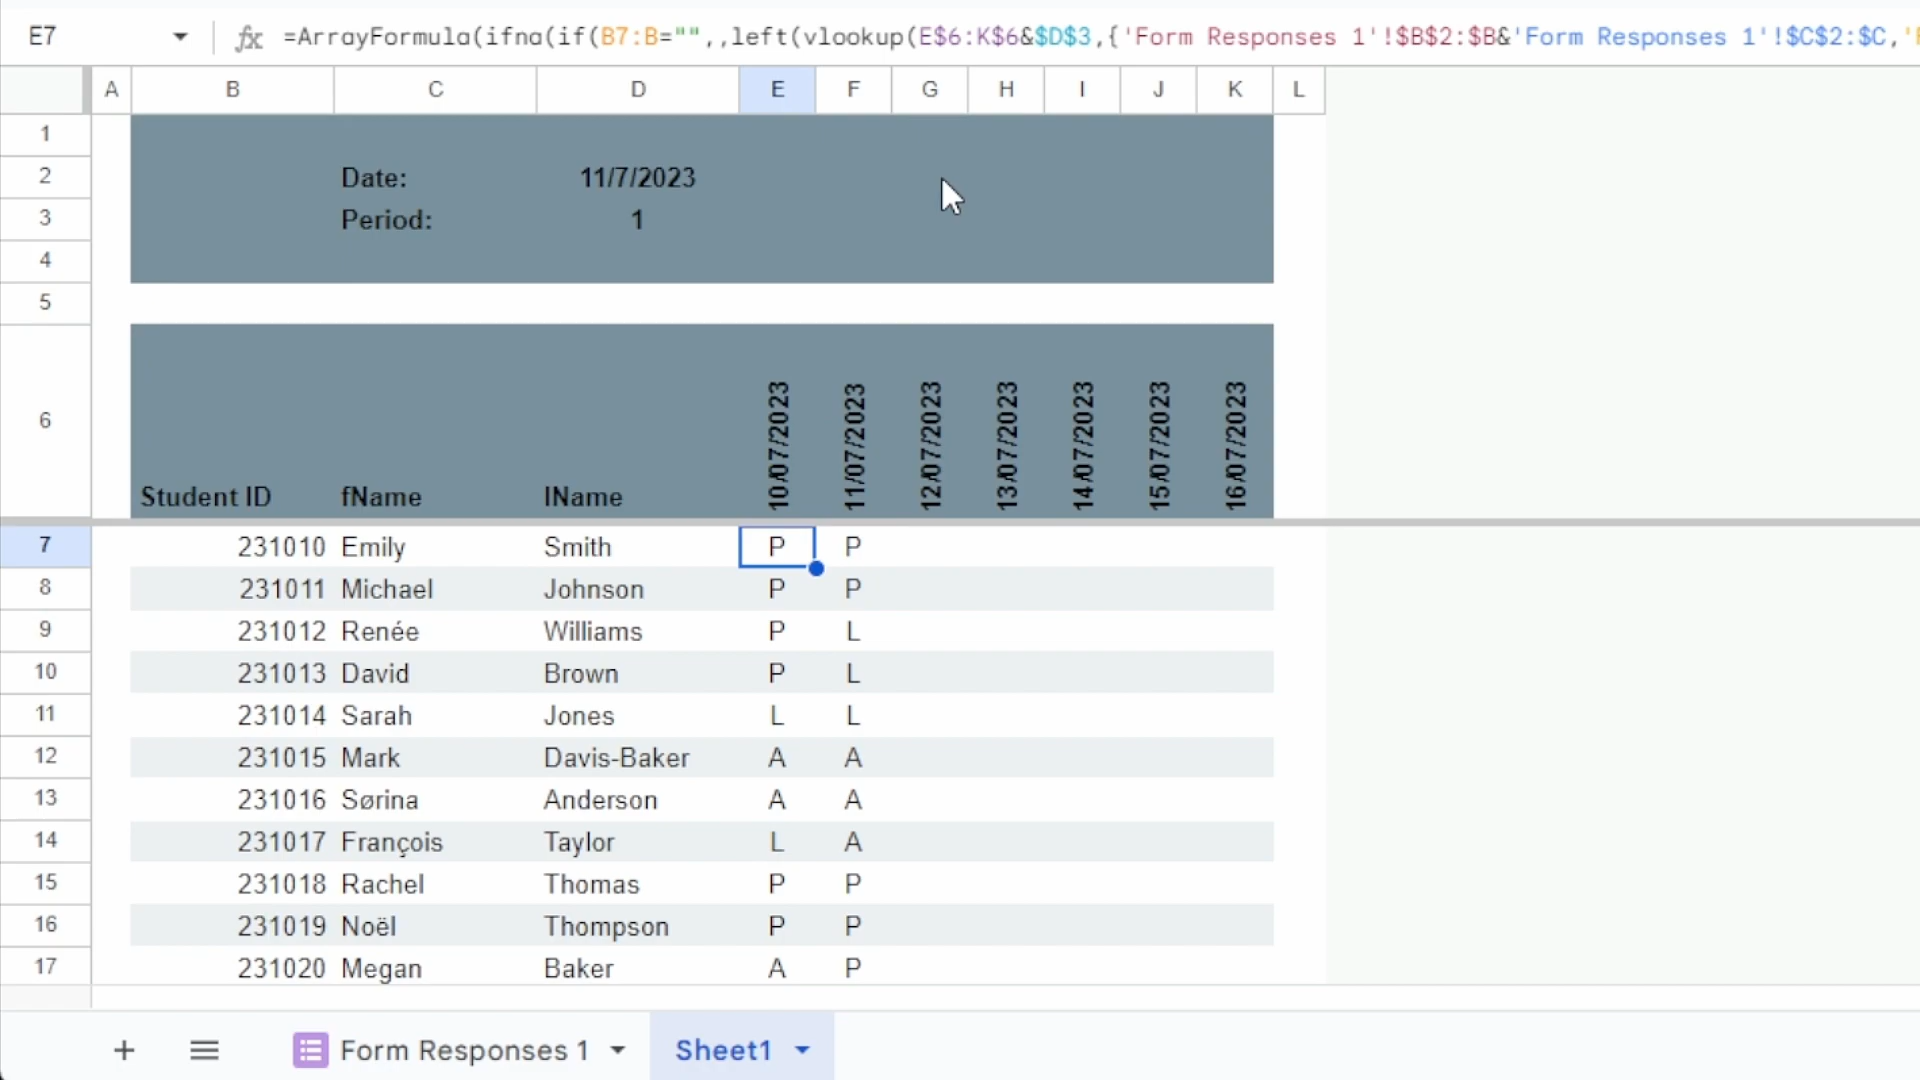 E7 fx =ArrayFormula(ifna(if(B7:B="",,left(vlookup(E$6:K$6&$D$3,{'Form Responses 1'!$B$2:$B&'Form Responses 1'!$C$2:$C,'
A B C D E F G H I J K L
1
2 Date: 11/7/2023
3 Period: 1
4
5
6 Student ID fName lName 10/07/2023 11/07/2023 12/07/2023 13/07/2023 14/07/2023 15/07/2023 16/07/2023
7 231010 Emily Smith P P
8 231011 Michael Johnson P P
9 231012 Renée Williams P L
10 231013 David Brown P L
11 231014 Sarah Jones L L
12 231015 Mark Davis-Baker A A
13 231016 Sørina Anderson A A
14 231017 François Taylor L A
15 231018 Rachel Thomas P P
16 231019 Noël Thompson P P
17 231020 Megan Baker A P
Form Responses 1 Sheet1